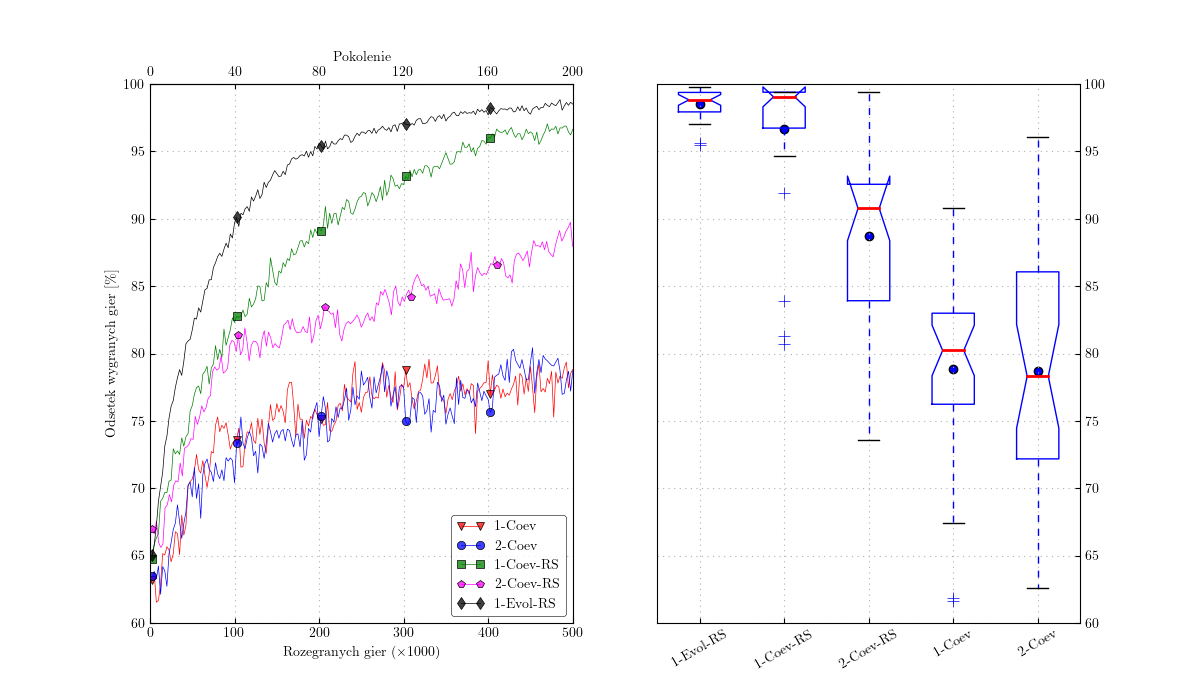 Pokolenie
0 40 80 120 160 200
100
95
90
85
80
75
70
65
60
Odsetek wygranych gier [%]
0 100 200 300 400 500
Rozegranych gier (×1000)
1-Coev
2-Coev
1-Coev-RS
2-Coev-RS
1-Evol-RS
100
95
90
85
80
75
70
65
60
1-Evol-RS 1-Coev-RS 2-Coev-RS 1-Coev 2-Coev